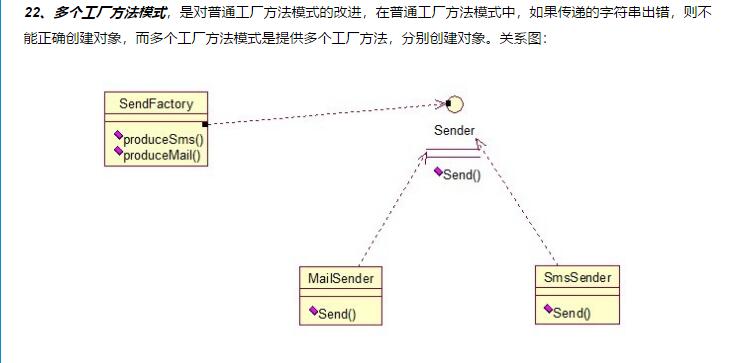 22、多个工厂方法模式，是对普通工厂方法模式的改进，在普通工厂方法模式中，如果传递的字符串出错，则不
能正确创建对象，而多个工厂方法模式是提供多个工厂方法，分别创建对象。关系图：
SendFactory
produceSms()
produceMail()
Sender
Send()
MailSender
Send()
SmsSender
Send()